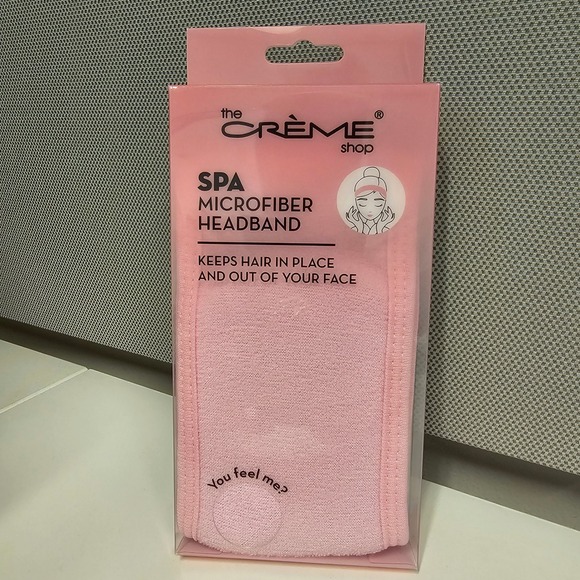 the
CRÈME®
shop
SPA
MICROFIBER
HEADBAND
KEEPS HAIR IN PLACE
AND OUT OF YOUR FACE
You feel me?